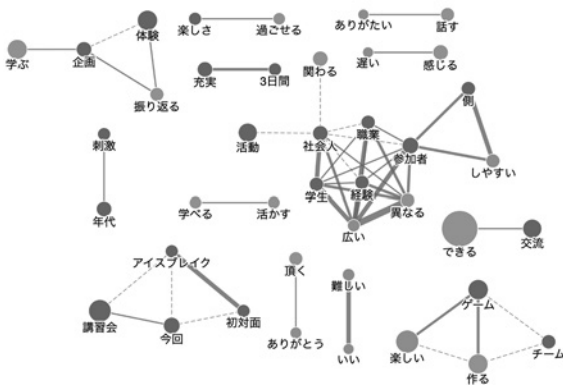 体験
学ぶ
企画
振り返る
楽しさ
過ごせる
充実
3日間
ありがたい
話す
遅い
感じる
関わる
側
刺激
年代
活動
社会人
職業
参加者
しやすい
学生
経験
異なる
広い
学べる
活かす
できる
交流
アイスブレイク
講習会
今回
初対面
頂く
ありがとう
難しい
いい
ゲーム
楽しい
チーム
作る